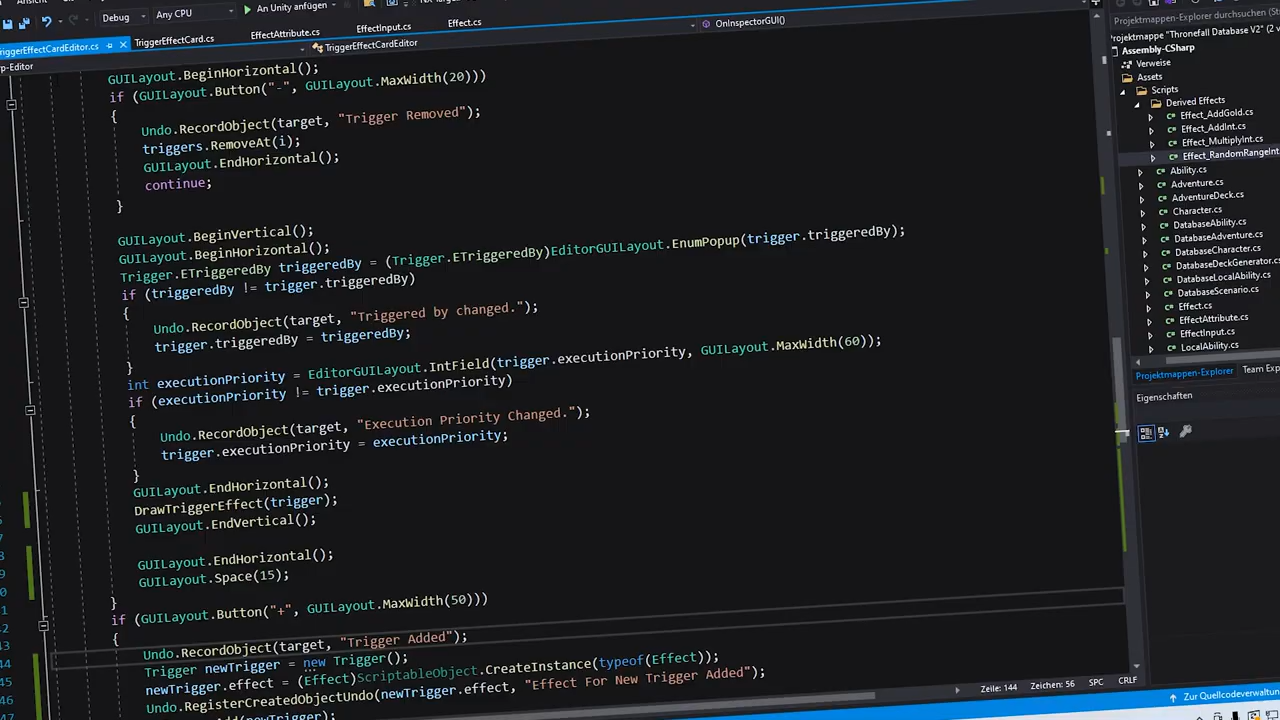 Debug
Any CPU
An Unity anfügen
Effect.cs
EffectInput.cs
EffectAttribute.cs
TriggerEffectCard.cs
TriggerEffectCardEditor.cs
TriggerEffectCardEditor
OnInspectorGUI()
GUILayout.BeginHorizontal();
if (GUILayout.Button("-", GUILayout.MaxWidth(20)))
{
Undo.RecordObject(target, "Trigger Removed");
triggers.RemoveAt(i);
GUILayout.EndHorizontal();
continue;
}
GUILayout.BeginVertical();
GUILayout.BeginHorizontal();
Trigger.ETriggeredBy triggeredBy = (Trigger.ETriggeredBy)EditorGUILayout.EnumPopup(trigger.triggeredBy);
if (triggeredBy != trigger.triggeredBy)
{
Undo.RecordObject(target, "Triggered by changed.");
trigger.triggeredBy = triggeredBy;
}
int executionPriority = EditorGUILayout.IntField(trigger.executionPriority, GUILayout.MaxWidth(60));
if (executionPriority != trigger.executionPriority)
{
Undo.RecordObject(target, "Execution Priority Changed.");
trigger.executionPriority = executionPriority;
}
GUILayout.EndHorizontal();
DrawTriggerEffect(trigger);
GUILayout.EndVertical();
GUILayout.EndHorizontal();
GUILayout.Space(15);
}
if (GUILayout.Button("+", GUILayout.MaxWidth(50)))
{
Undo.RecordObject(target, "Trigger Added");
Trigger newTrigger = new Trigger();
newTrigger.effect = (Effect)ScriptableObject.CreateInstance(typeof(Effect));
Undo.RegisterCreatedObjectUndo(newTrigger.effect, "Effect For New Trigger Added");
Zeile: 144 Zeichen: 56 SPC CRLF
Projektmappen-Explorer durchsuchen
Projektmappe "Thronefall Database V2"
Assembly-CSharp
Verweise
Assets
Scripts
Derived Effects
Effect_AddGold.cs
Effect_AddInt.cs
Effect_MultiplyInt.cs
Effect_RandomRangeInt
Ability.cs
Adventure.cs
AdventureDeck.cs
Character.cs
DatabaseAbility.cs
DatabaseAdventure.cs
DatabaseCharacter.cs
DatabaseDeckGenerator.cs
DatabaseLocalAbility.cs
DatabaseScenario.cs
Effect.cs
EffectAttribute.cs
EffectInput.cs
LocalAbility.cs
Projektmappen-Explorer
Team Exp
Eigenschaften
Zur Quellcodeverwaltung